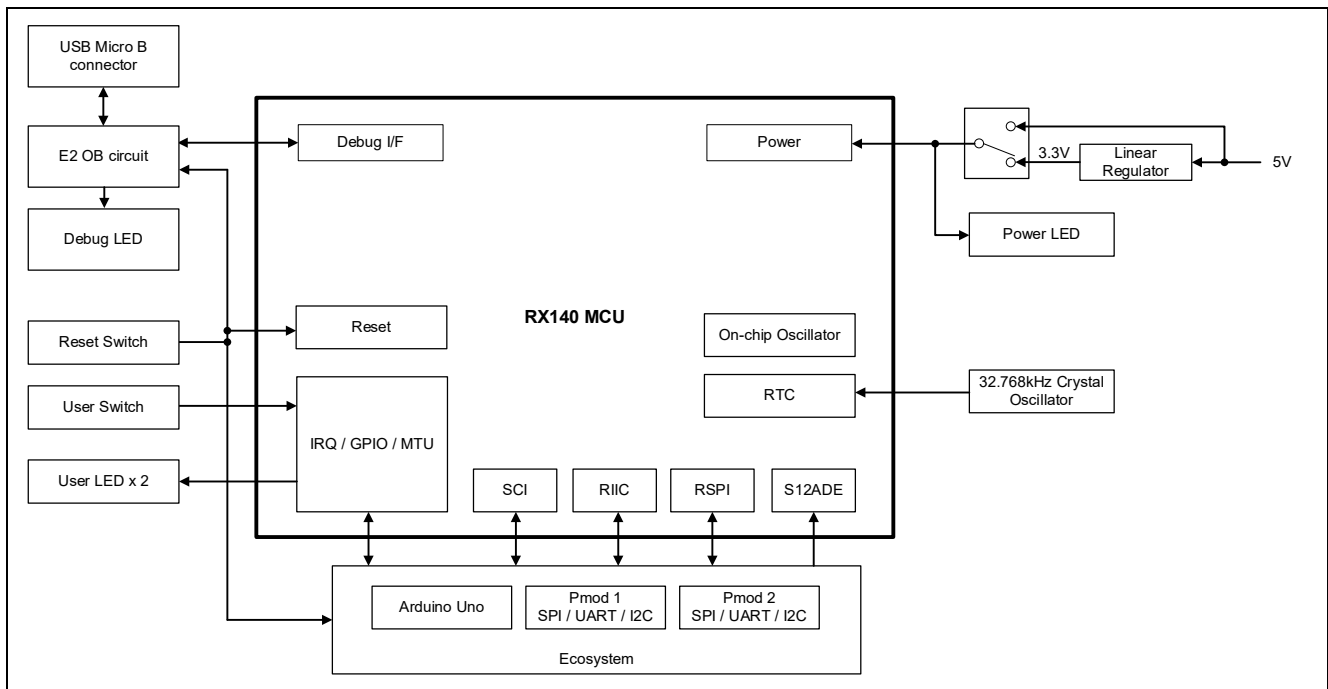 USB Micro B
connector
E2 OB circuit
Debug LED
Reset Switch
User Switch
User LED x 2
Debug I/F
Power
3.3V
Linear
Regulator
5V
Power LED
Reset
RX140 MCU
On-chip Oscillator
RTC
32.768kHz Crystal
Oscillator
IRQ / GPIO / MTU
SCI
RIIC
RSPI
S12ADE
Arduino Uno
Pmod 1
SPI / UART / I2C
Pmod 2
SPI / UART / I2C
Ecosystem